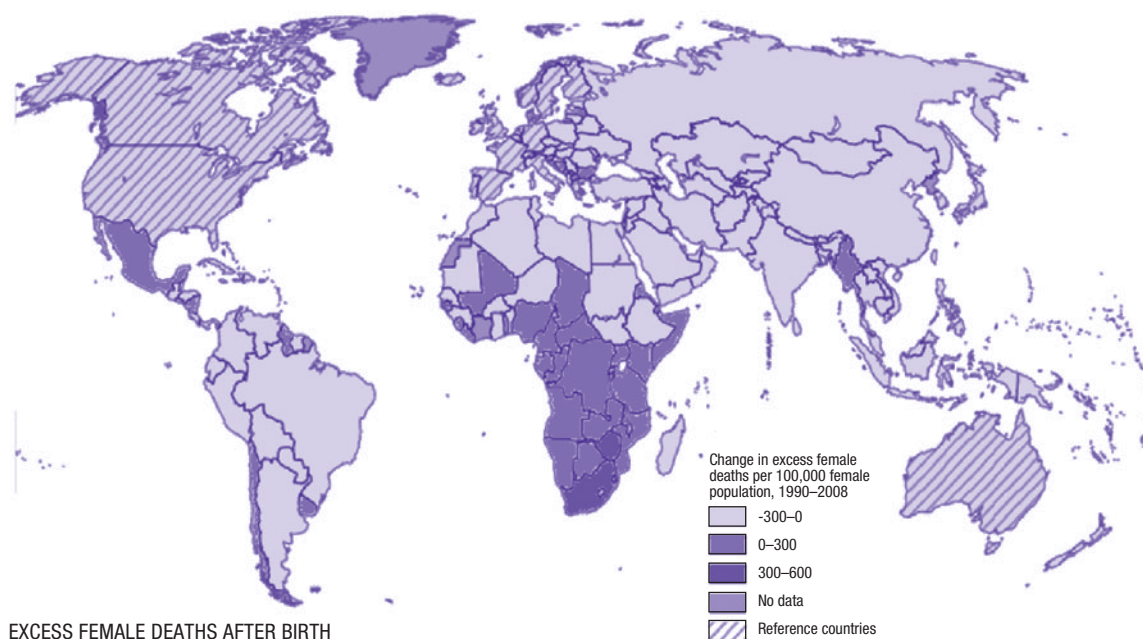 Change in excess female
deaths per 100,000 female
population, 1990–2008
-300–0
0–300
300–600
No data
Reference countries
EXCESS FEMALE DEATHS AFTER BIRTH